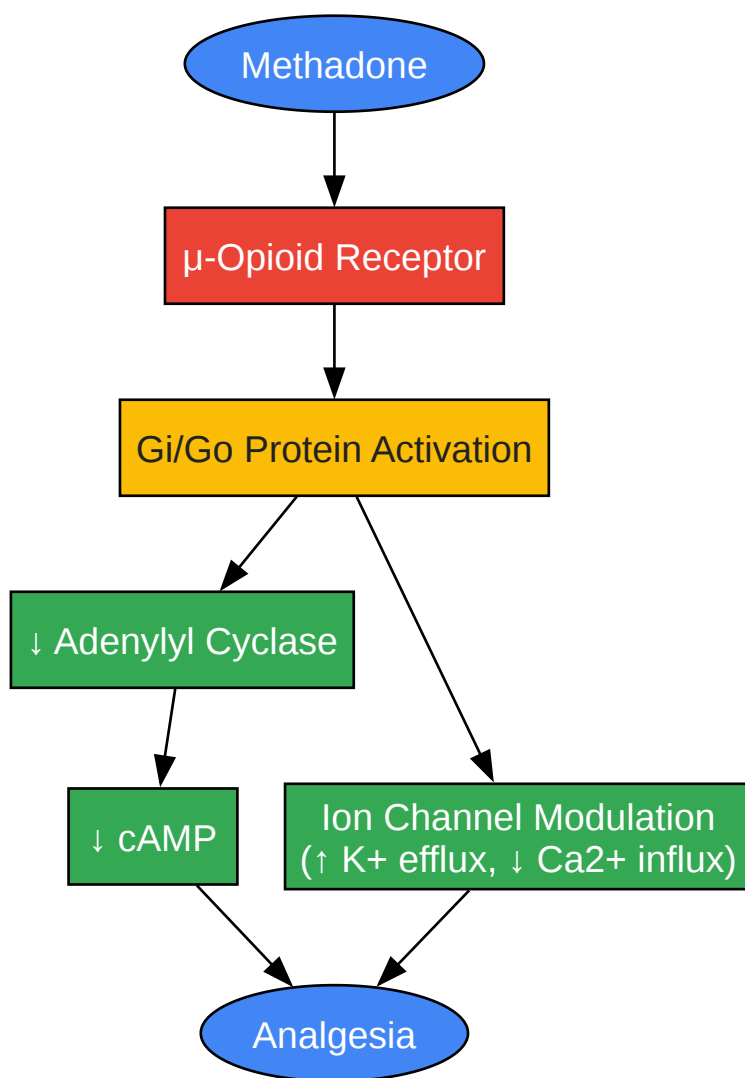 Methadone
μ-Opioid Receptor
Gi/Go Protein Activation
↓ Adenylyl Cyclase
↓ cAMP
Ion Channel Modulation
(↑ K+ efflux, ↓ Ca2+ influx)
Analgesia